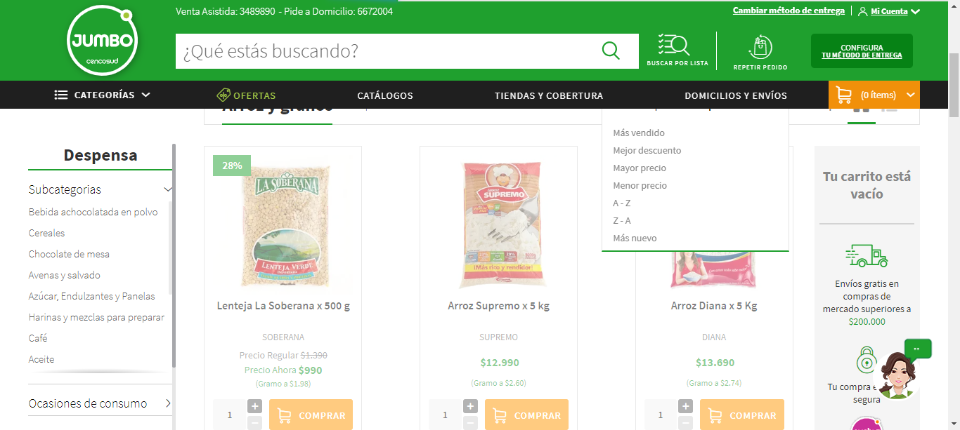 Venta Asistida: 3489890 - Pide a Domicilio: 6672004
Cambiar método de entrega
Mi Cuenta
JUMBO
cencosud
¿Qué estás buscando?
BUSCAR POR LISTA
REPETIR PEDIDO
CONFIGURA
TU MÉTODO DE ENTREGA
CATEGORÍAS
OFERTAS
CATÁLOGOS
TIENDAS Y COBERTURA
DOMICILIOS Y ENVÍOS
(0 ítems)
Arroz y granos
Despensa
Subcategorias
Bebida achocolatada en polvo
Cereales
Chocolate de mesa
Avenas y salvado
Azúcar, Endulzantes y Panelas
Harinas y mezclas para preparar
Café
Aceite
Ocasiones de consumo
28%
LA SOBERANA
LENTEJA VERDE
Lenteja La Soberana x 500 g
SOBERANA
Precio Regular $1.390
Precio Ahora $990
(Gramo a $1.98)
1
+
COMPRAR
SUPREMO
¡Más y rendidor!
Arroz Supremo x 5 kg
SUPREMO
$12.990
(Gramo a $2.60)
1
+
COMPRAR
Más vendido
Mejor descuento
Mayor precio
Menor precio
A - Z
Z - A
Más nuevo
Arroz Diana x 5 Kg
DIANA
$13.690
(Gramo a $2.74)
1
+
COMPRAR
Tu carrito está
vacío
Envíos gratis en
compras de
mercado superiores a
$200.000
Tu compra e
segura